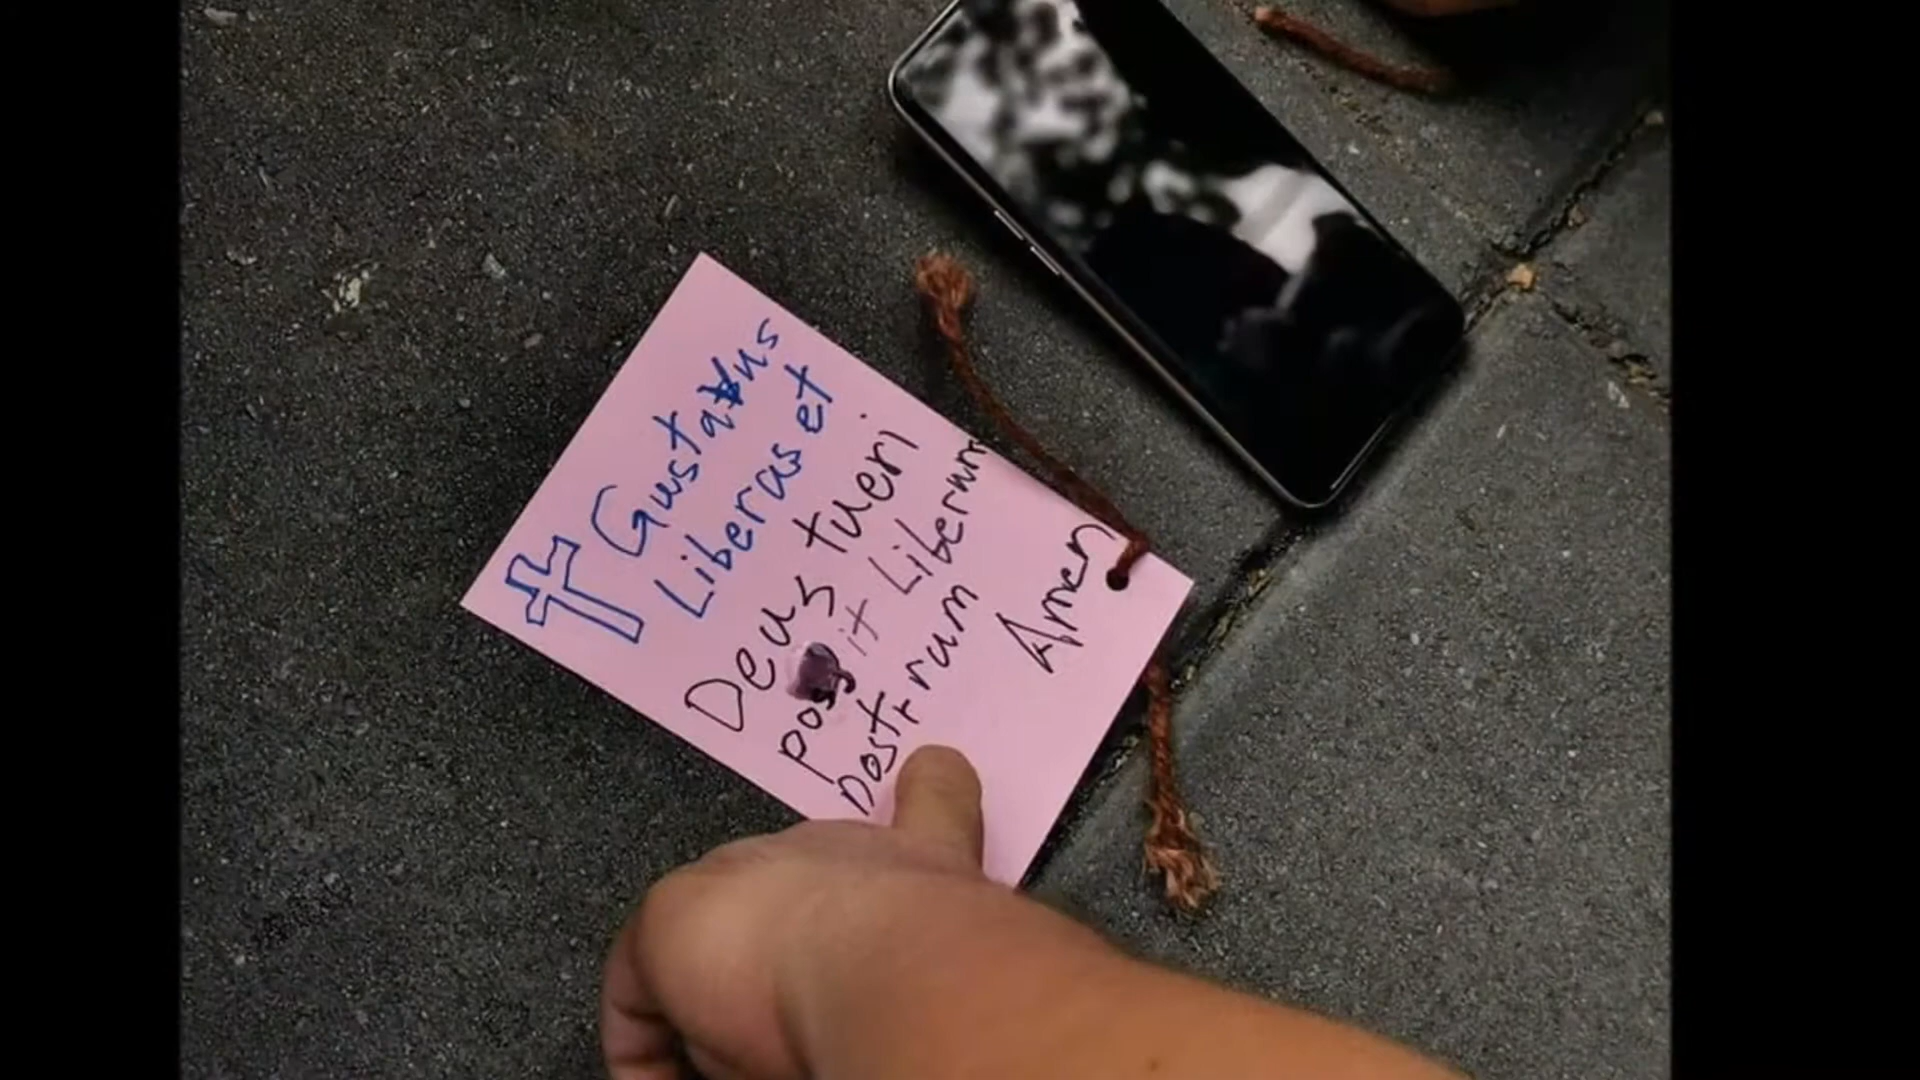 Gustavus
Liberas et
Deus tueri
possit Liberum
nostrum
Amen